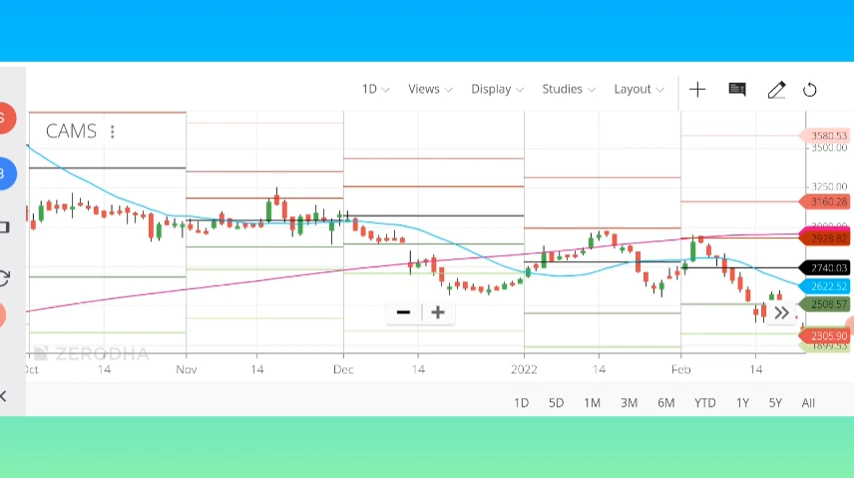 1D Views Display Studies Layout
CAMS
3580.53
3500.00
3250.00
3160.28
2928.82
2740.03
2622.52
2508.57
2305.90
1899.53
ZERODHA
14 Nov 14 Dec 14 2022 14 Feb 14
1D 5D 1M 3M 6M YTD 1Y 5Y All